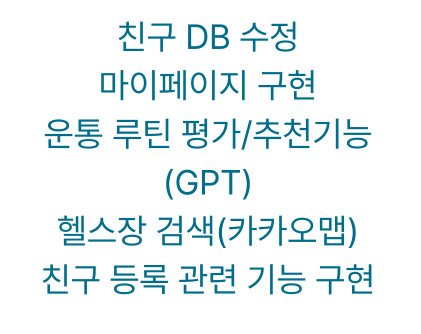 친구 DB 수정
마이페이지 구현
운통 루틴 평가/추천기능
(GPT)
헬스장 검색(카카오맵)
친구 등록 관련 기능 구현